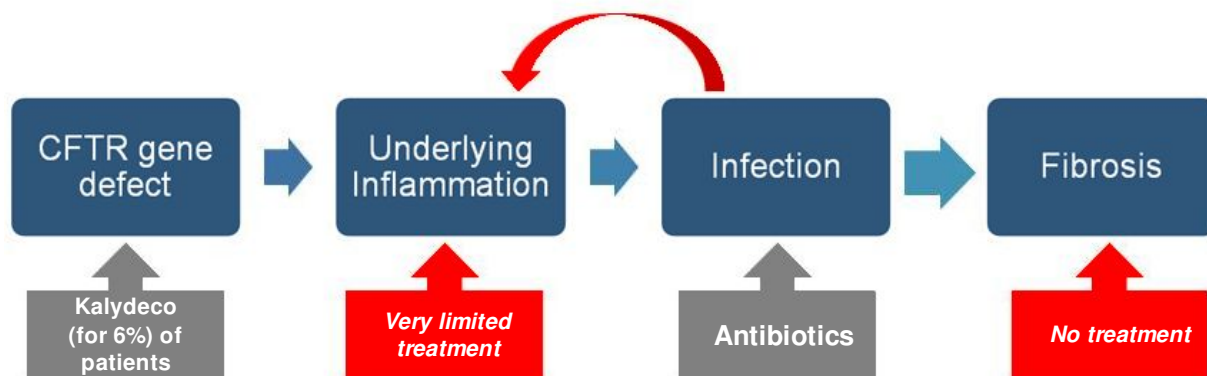 CFTR gene
defect
Underlying
Inflammation
Infection
Fibrosis
Kalydeco
(for 6%) of
patients
Very limited
treatment
Antibiotics
No treatment